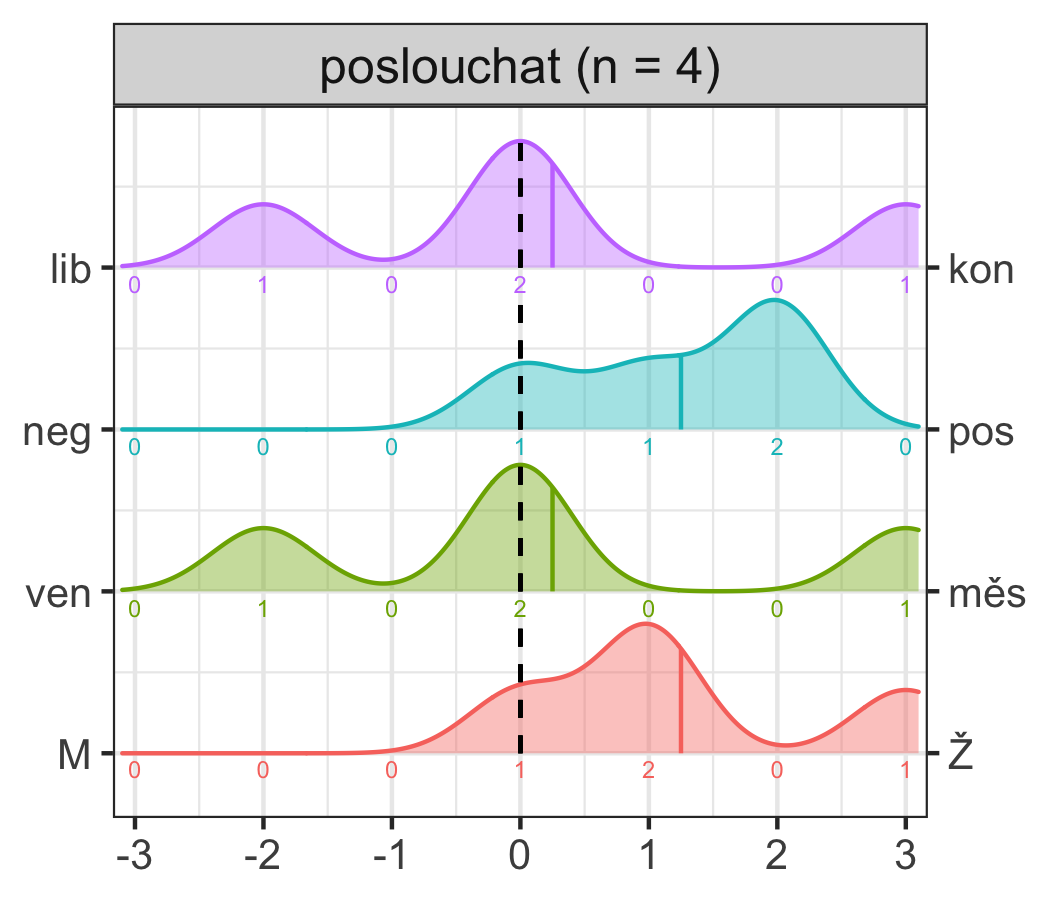 poslouchat (n = 4)
lib kon
0 1 0 2 0 0 1
neg pos
0 0 0 1 1 2 0
ven měs
0 1 0 2 0 0 1
M Ž
0 0 0 1 2 0 1
-3 -2 -1 0 1 2 3